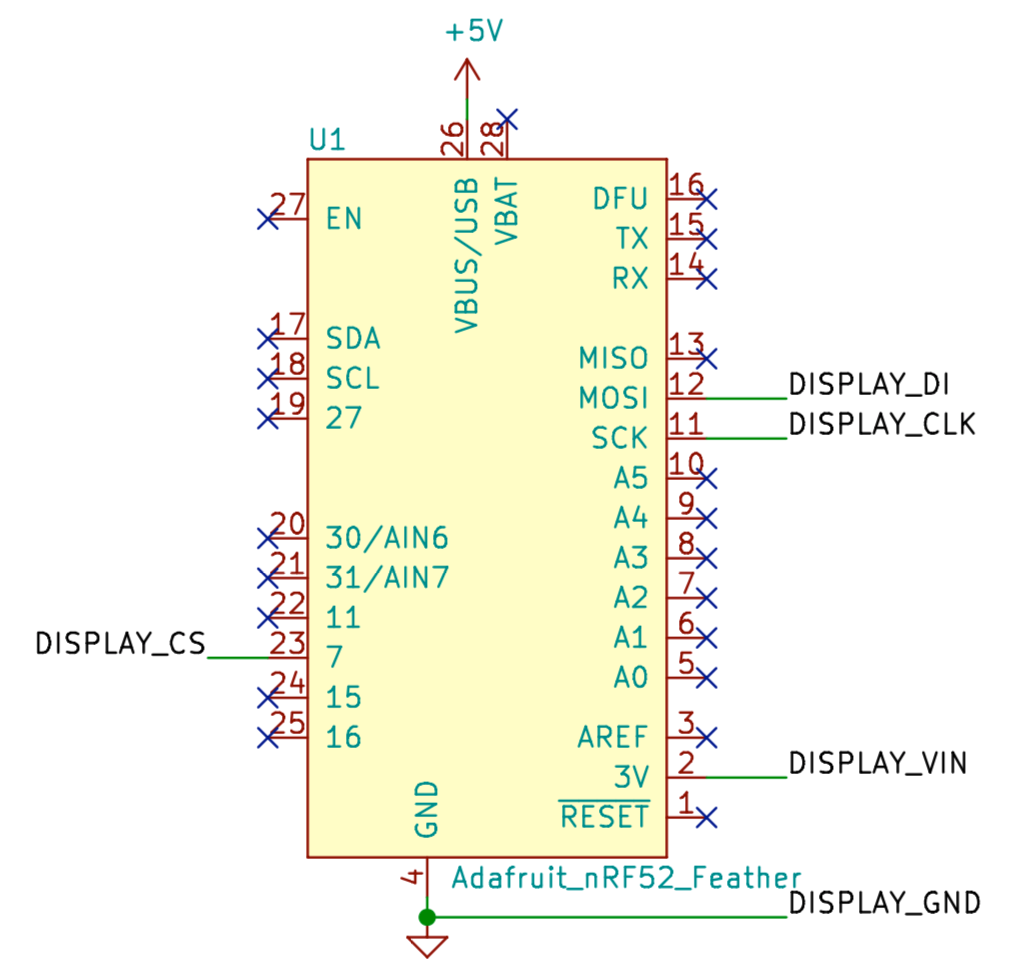 +5V
U1
26
28
VBUS/USB
VBAT
27 EN
17 SDA
18 SCL
19 27
20 30/AIN6
21 31/AIN7
22 11
DISPLAY_CS 23 7
24 15
25 16
DFU 16
TX 15
RX 14
MISO 13
MOSI 12 DISPLAY_DI
SCK 11 DISPLAY_CLK
A5 10
A4 9
A3 8
A2 7
A1 6
A0 5
AREF 3
3V 2 DISPLAY_VIN
RESET 1
GND
4
Adafruit_nRF52_Feather
DISPLAY_GND